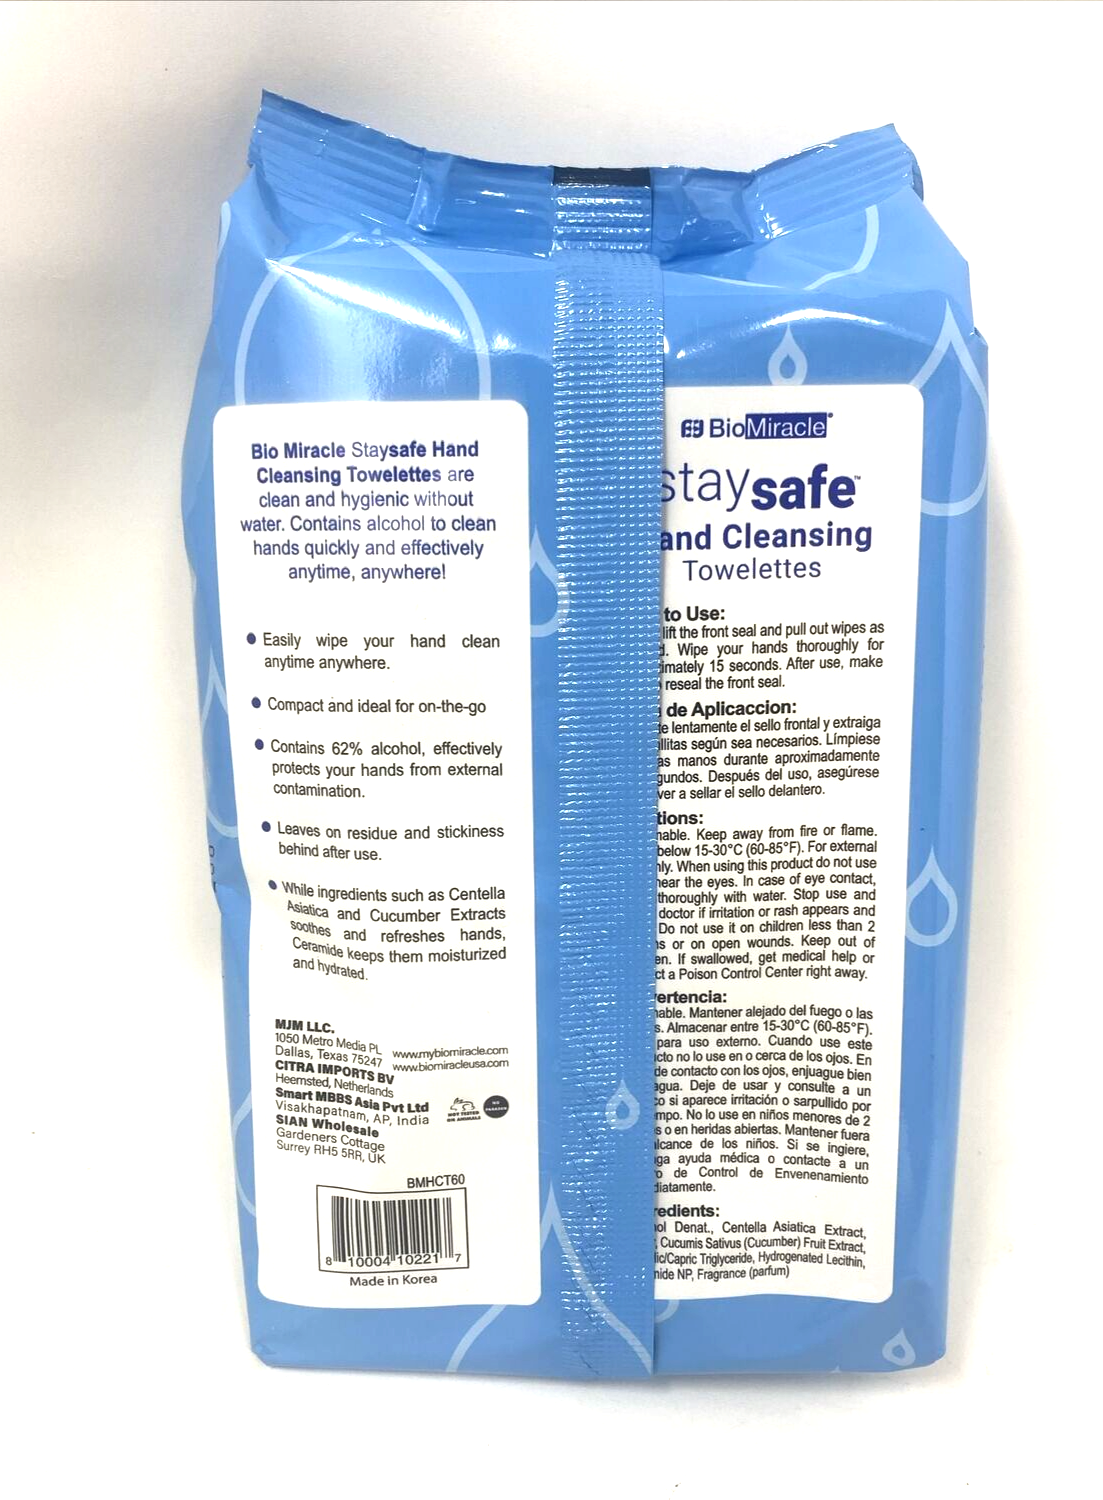 Bio Miracle Staysafe Hand
Cleansing Towelettes are
clean and hygienic without
water. Contains alcohol to clean
hands quickly and effectively
anytime, anywhere!
Easily wipe your hand clean
anytime anywhere.
Compact and ideal for on-the-go
Contains 62% alcohol, effectively
protects your hands from external
contamination.
Leaves on residue and stickiness
behind after use.
While ingredients such as Centella
Asiatica and Cucumber Extracts
soothes and refreshes hands,
Ceramide keeps them moisturized
and hydrated.
MJM LLC.
1050 Metro Media PL
Dallas, Texas 75247
CITRA IMPORTS BV
Heemsted, Netherlands
Smart MBBS Asia Pvt Ltd
Visakhapatnam, AP, India
SIAN Wholesale
Gardeners Cottage
Surrey RH5 5RR, UK
www.mybiomiracle.com
www.biomiracleusa.com
NOT TESTED
ON ANIMALS
NO
PARABEN
BMHCT60
8 10004 10221 7
Made in Korea
BioMiracle
staysafe™
and Cleansing
Towelettes
to Use:
lift the front seal and pull out wipes as
d. Wipe your hands thoroughly for
imately 15 seconds. After use, make
reseal the front seal.
de Aplicaccion:
e lentamente el sello frontal y extraiga
llitas según sea necesarios. Límpiese
as manos durante aproximadamente
gundos. Después del uso, asegúrese
ver a sellar el sello delantero.
tions:
nable. Keep away from fire or flame.
below 15-30°C (60-85°F). For external
nly. When using this product do not use
near the eyes. In case of eye contact,
thoroughly with water. Stop use and
doctor if irritation or rash appears and
Do not use it on children less than 2
s or on open wounds. Keep out of
en. If swallowed, get medical help or
ct a Poison Control Center right away.
ertencia:
able. Mantener alejado del fuego o las
s. Almacenar entre 15-30°C (60-85°F).
para uso externo. Cuando use este
cto no lo use en o cerca de los ojos. En
de contacto con los ojos, enjuague bien
agua. Deje de usar y consulte a un
co si aparece irritación o sarpullido por
mpo. No lo use en niños menores de 2
s o en heridas abiertas. Mantener fuera
alcance de los niños. Si se ingiere,
ga ayuda médica o contacte a un
o de Control de Envenenamiento
diatamente.
redients:
ol Denat., Centella Asiatica Extract,
Cucumis Sativus (Cucumber) Fruit Extract,
lic/Capric Triglyceride, Hydrogenated Lecithin,
mide NP, Fragrance (parfum)